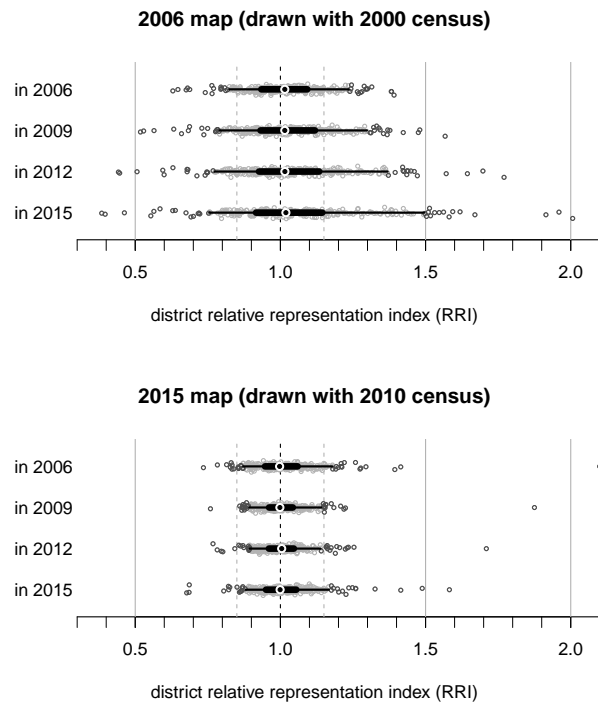 2006 map (drawn with 2000 census)
in 2006
in 2009
in 2012
in 2015
0.5 1.0 1.5 2.0
district relative representation index (RRI)
2015 map (drawn with 2010 census)
in 2006
in 2009
in 2012
in 2015
0.5 1.0 1.5 2.0
district relative representation index (RRI)